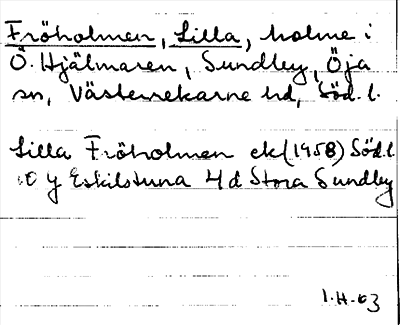 Fröholmen, Lilla, holme i
Ö. Hjälmaren, Sundby, Öja
sn, Västerrekarne hd, Söd. l.
Lilla Fröholmen ek (1958) Söd. l.
10 y Eskilstuna 4 d Stora Sundby
1.H.63